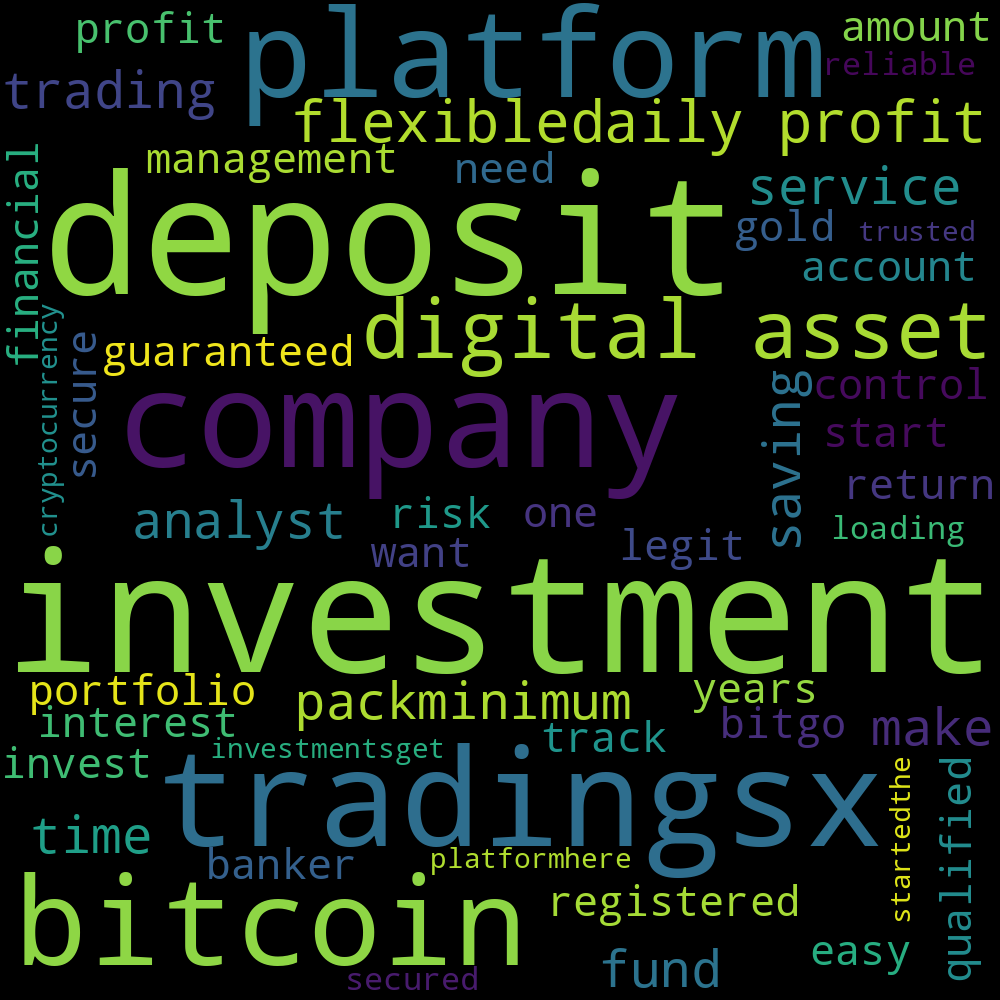 profit
platform
amount
reliable
trading
flexibledaily profit
management
need
service
financial
deposit
gold
trusted
account
cryptocurrency
secure
guaranteed
digital asset
company
saving
control
start
return
analyst
risk
one
want
legit
loading
investment
portfolio
packminimum
years
interest
bitgo
make
invest
investmentsget
track
tradingsx
startedthe
qualified
time
banker
platformhere
bitcoin
registered
easy
secured
fund